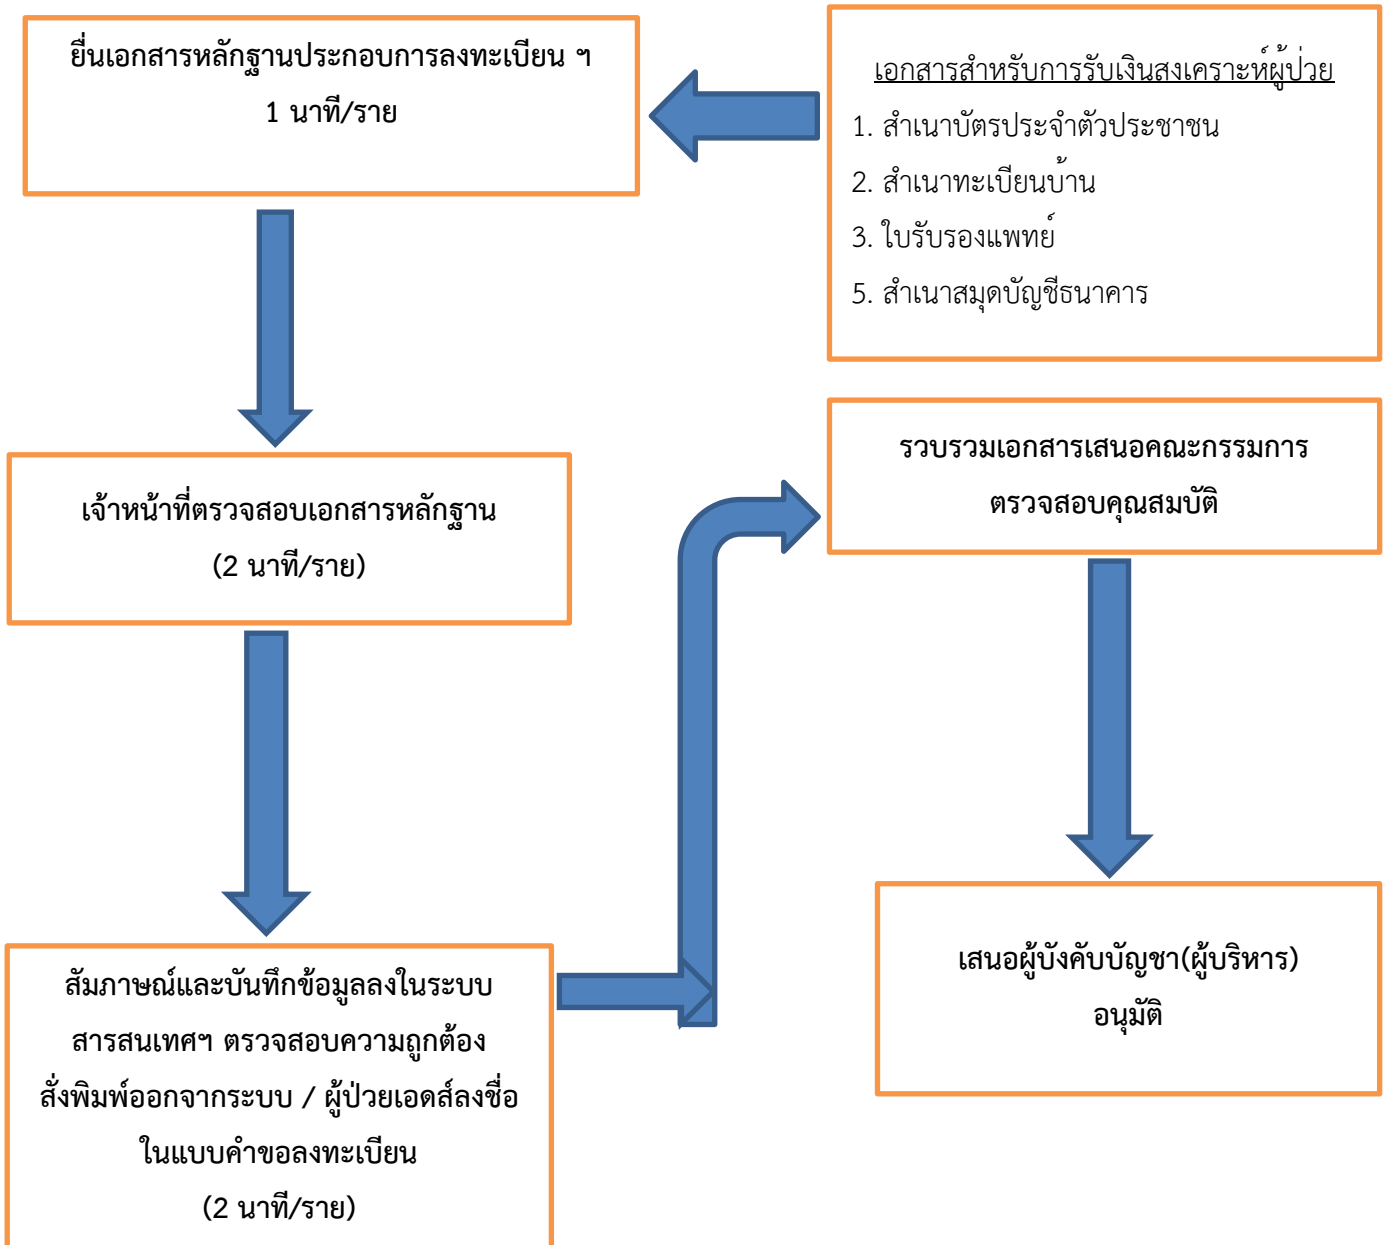 ยื่นเอกสารหลักฐานประกอบการลงทะเบียน ฯ
1 นาที/ราย
เอกสารสำหรับการรับเงินสงเคราะห์ผู้ป่วย
1. สำเนาบัตรประจำตัวประชาชน
2. สำเนาทะเบียนบ้าน
3. ใบรับรองแพทย์
5. สำเนาสมุดบัญชีธนาคาร
เจ้าหน้าที่ตรวจสอบเอกสารหลักฐาน
(2 นาที/ราย)
สัมภาษณ์และบันทึกข้อมูลลงในระบบ
สารสนเทศฯ ตรวจสอบความถูกต้อง
สั่งพิมพ์ออกจากระบบ / ผู้ป่วยเอดส์ลงชื่อ
ในแบบคำขอลงทะเบียน
(2 นาที/ราย)
รวบรวมเอกสารเสนอคณะกรรมการ
ตรวจสอบคุณสมบัติ
เสนอผู้บังคับบัญชา(ผู้บริหาร)
อนุมัติ